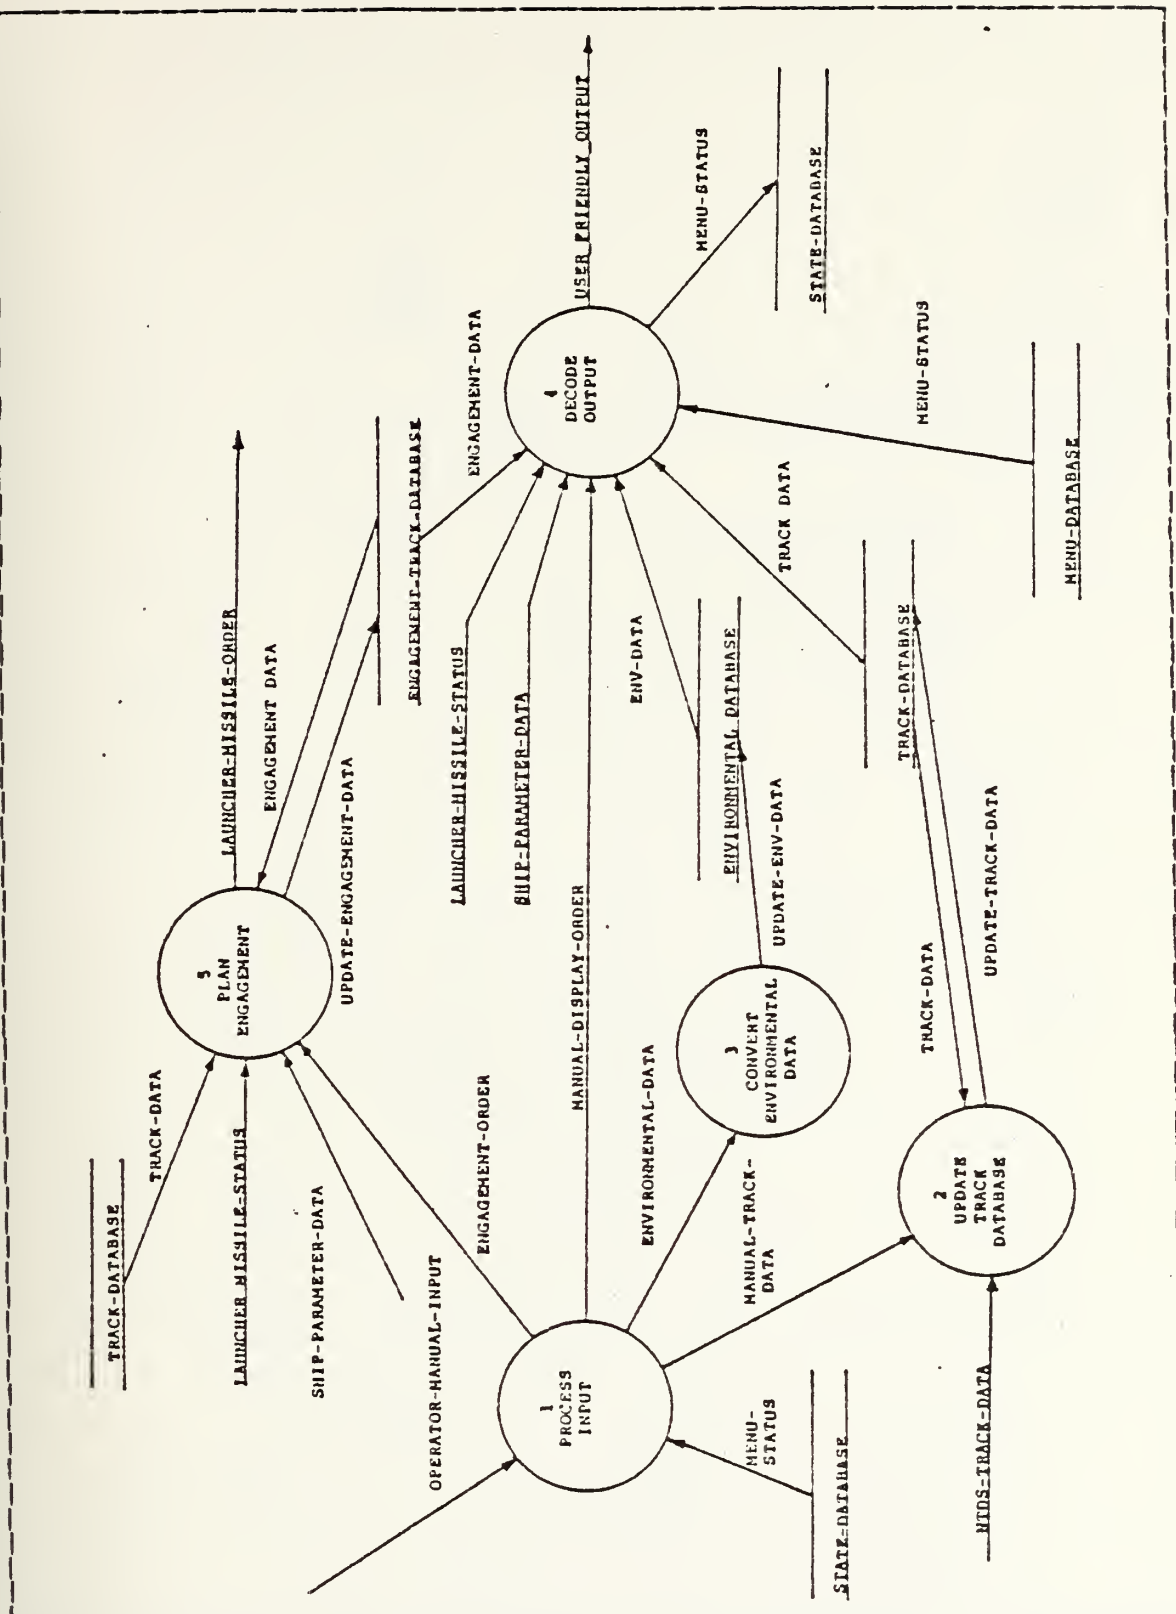 TRACK-DATABASE
TRACK-DATA
LAUNCHER MISSILE-STATUS
SHIP-PARAMETER-DATA
OPERATOR-MANUAL-INPUT
5
PLAN
ENGAGEMENT
LAUNCHER-MISSILE-ORDER
ENGAGEMENT DATA
UPDATE-ENGAGEMENT-DATA
ENGAGEMENT-TRACK-DATABASE
ENGAGEMENT-DATA
ENGAGEMENT-ORDER
LAUNCHER-MISSILE-STATUS
SHIP-PARAMETER-DATA
1
PROCESS
INPUT
MANUAL-DISPLAY-ORDER
4
DECODE
OUTPUT
USER FRIENDLY OUTPUT
MENU-STATUS
STATE-DATABASE
ENVIRONMENTAL-DATA
3
CONVERT
ENVIRONMENTAL
DATA
UPDATE-ENV-DATA
ENVIRONMENTAL DATABASE
ENV-DATA
TRACK DATA
MENU-
STATUS
STATE-DATABASE
MANUAL-TRACK-
DATA
NTDS-TRACK-DATA
2
UPDATE
TRACK
DATABASE
TRACK-DATA
UPDATE-TRACK-DATA
TRACK-DATABASE
MENU-STATUS
MENU-DATABASE